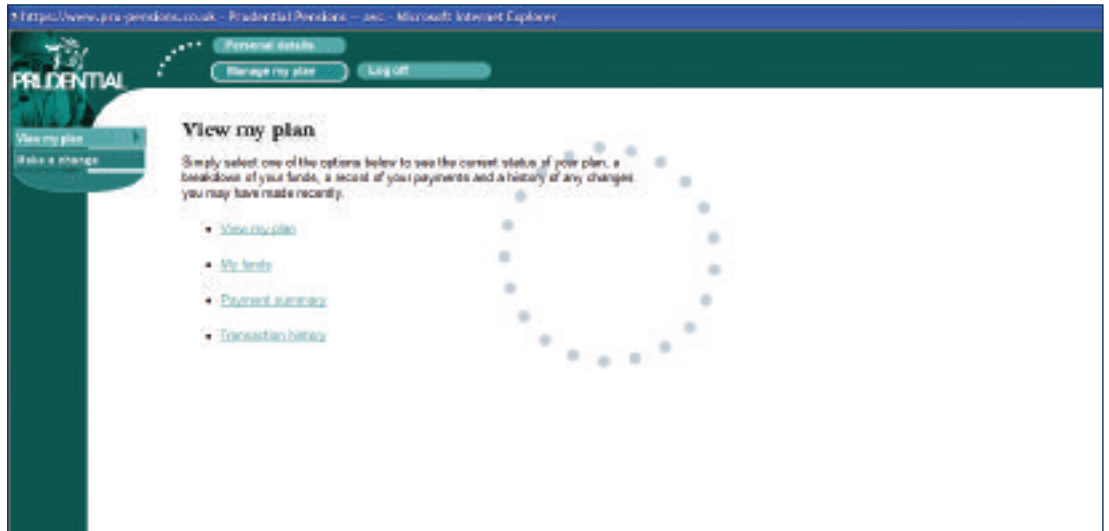 https://www.pru-pensions.co.uk - Prudential Pensions - avc - Microsoft Internet Explorer
Personal details
PRUDENTIAL
Manage my plan
Log off
View my plan
Make a change
View my plan
Simply select one of the options below to see the current status of your plan, a
breakdown of your funds, a record of your payments and a history of any changes
you may have made recently.
View my plan
My funds
Payment summary
Transaction history